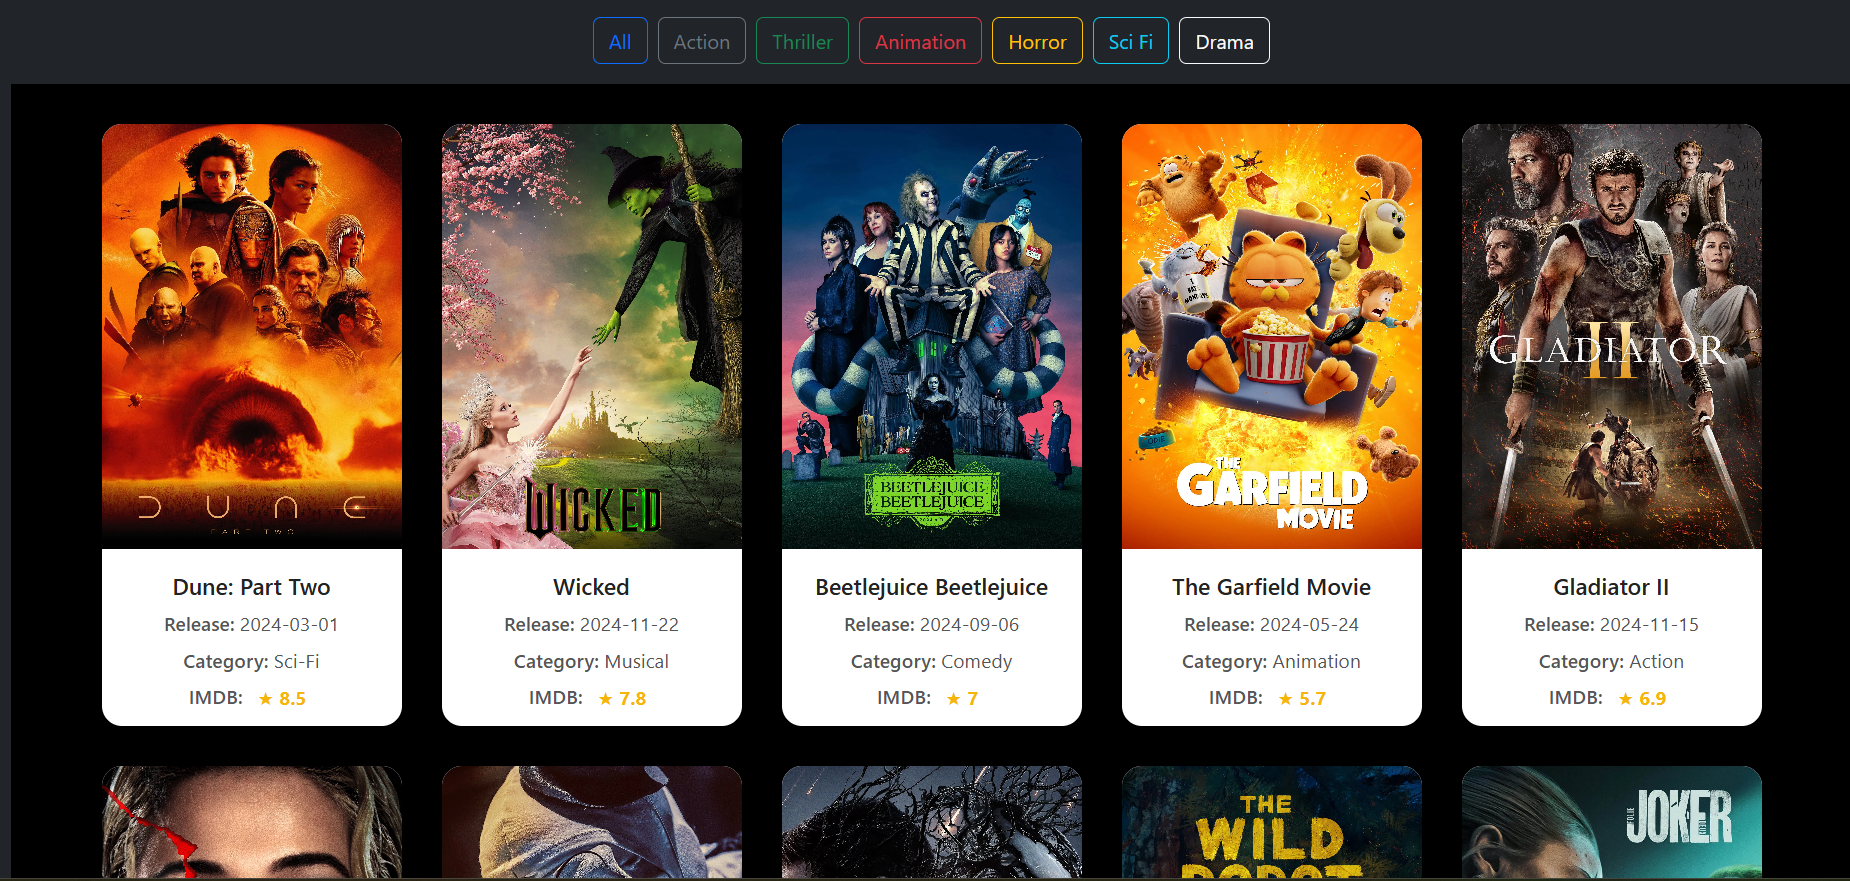 All Action Thriller Animation Horror Sci Fi Drama
DUNE
PART TWO
WICKED
BEETLEJUICE
BEETLEJUICE
ODIE
THE
GARFIELD
MOVIE
II
GLADIATOR
Dune: Part Two
Release: 2024-03-01
Category: Sci-Fi
IMDB: ★ 8.5
Wicked
Release: 2024-11-22
Category: Musical
IMDB: ★ 7.8
Beetlejuice Beetlejuice
Release: 2024-09-06
Category: Comedy
IMDB: ★ 7
The Garfield Movie
Release: 2024-05-24
Category: Animation
IMDB: ★ 5.7
Gladiator II
Release: 2024-11-15
Category: Action
IMDB: ★ 6.9
THE
WILD
ROBOT
JOKER